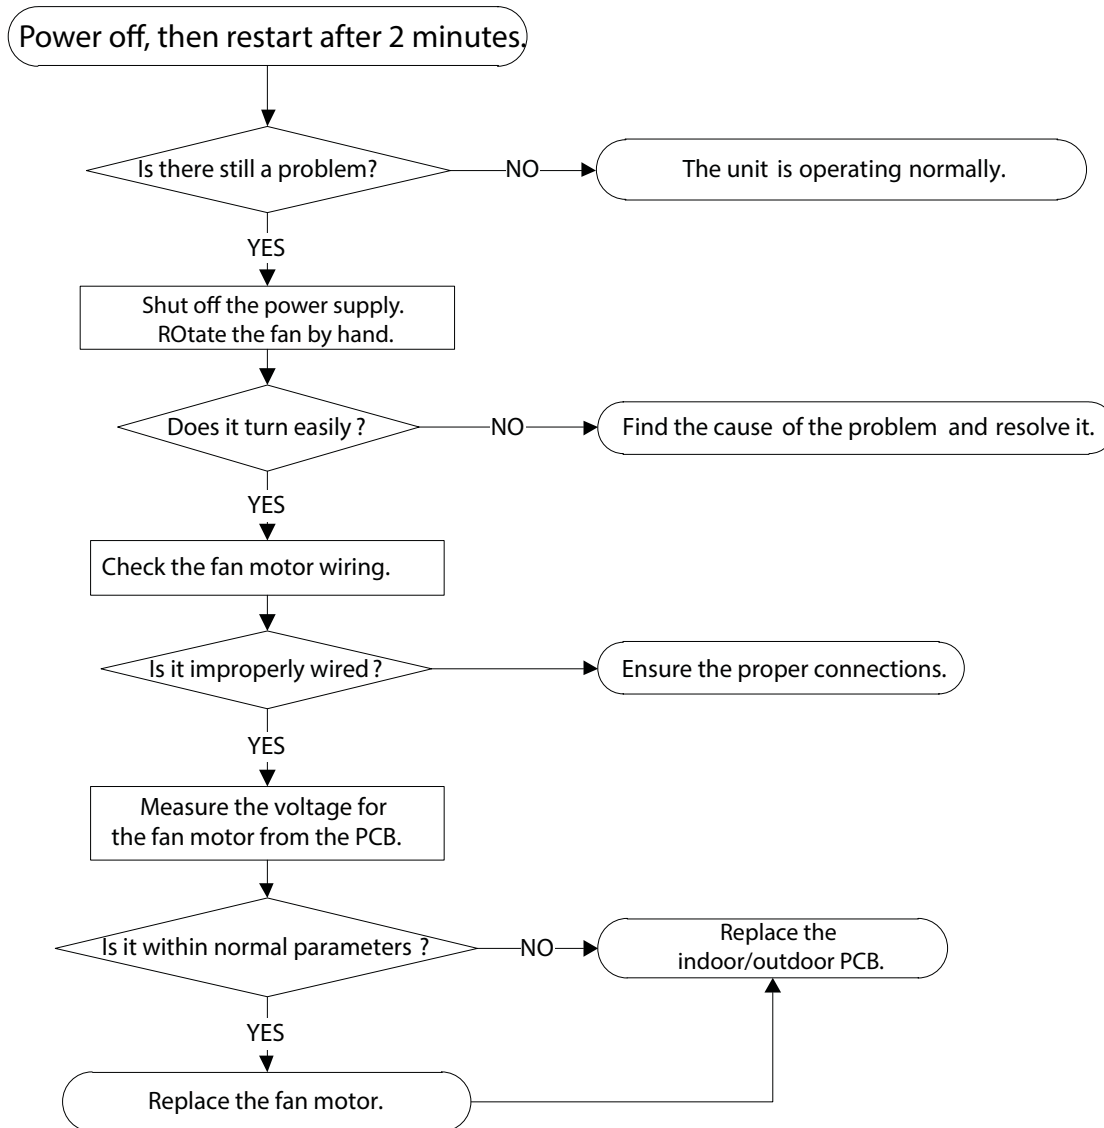 Power off, then restart after 2 minutes.
Is there still a problem?
NO
The unit is operating normally.
YES
Shut off the power supply.
ROtate the fan by hand.
Does it turn easily ?
NO
Find the cause of the problem and resolve it.
YES
Check the fan motor wiring.
Is it improperly wired ?
Ensure the proper connections.
YES
Measure the voltage for
the fan motor from the PCB.
Is it within normal parameters ?
NO
Replace the
indoor/outdoor PCB.
YES
Replace the fan motor.